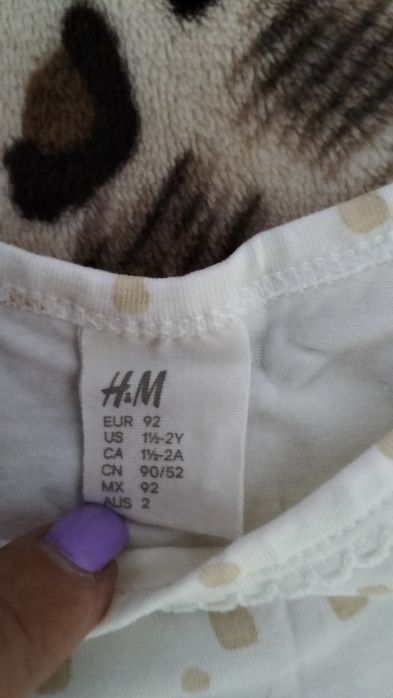 H&M
EUR 92
US 1½-2Y
CA 1½-2A
CN 90/52
MX 92
AUS 2